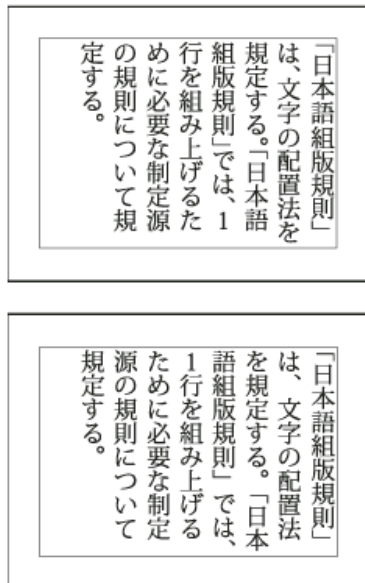 「日本語組版規則」
は、文字の配置法を
規定する。「日本語
組版規則」では、1
行を組み上げるた
めに必要な制定源
の規則について規
定する。
「日本語組版規則」
は、文字の配置法
を規定する。「日本
語組版規則」では、
1行を組み上げる
ために必要な制定
源の規則について
規定する。